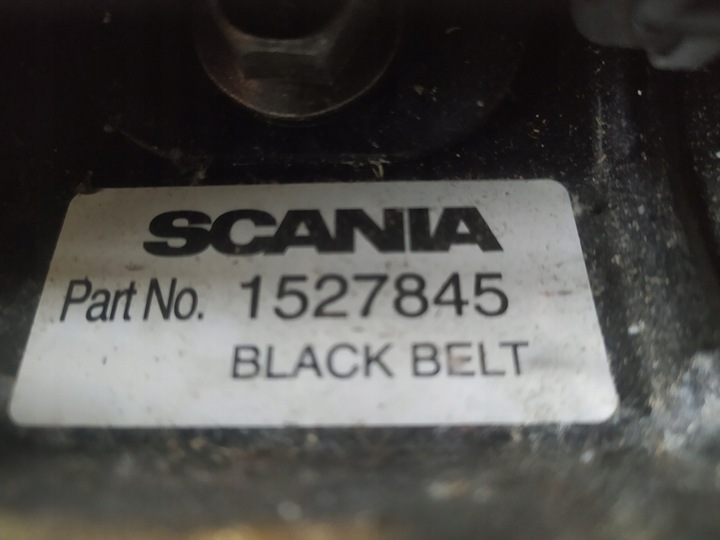 SCANIA
Part No. 1527845
BLACK BELT